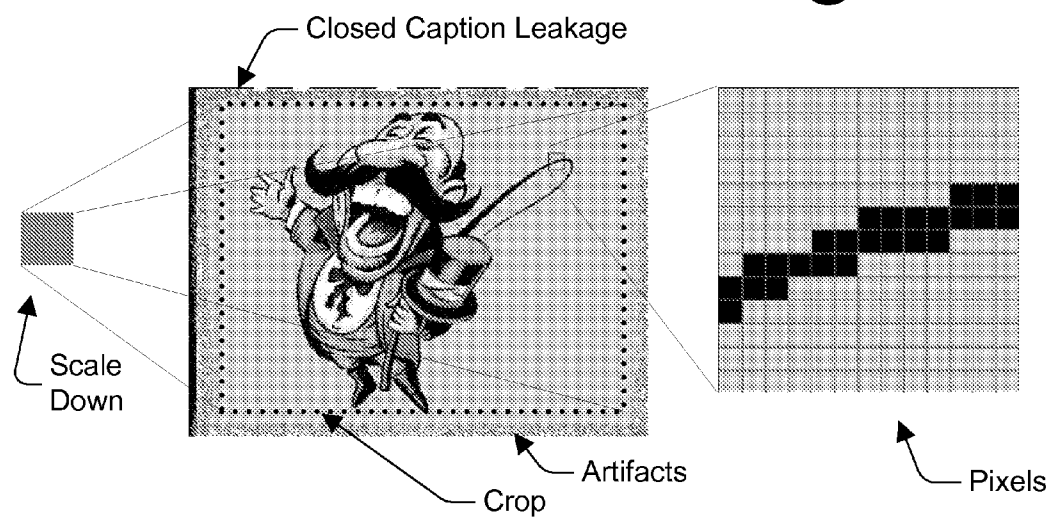 Closed Caption Leakage
Scale
Down
Artifacts
Crop
Pixels